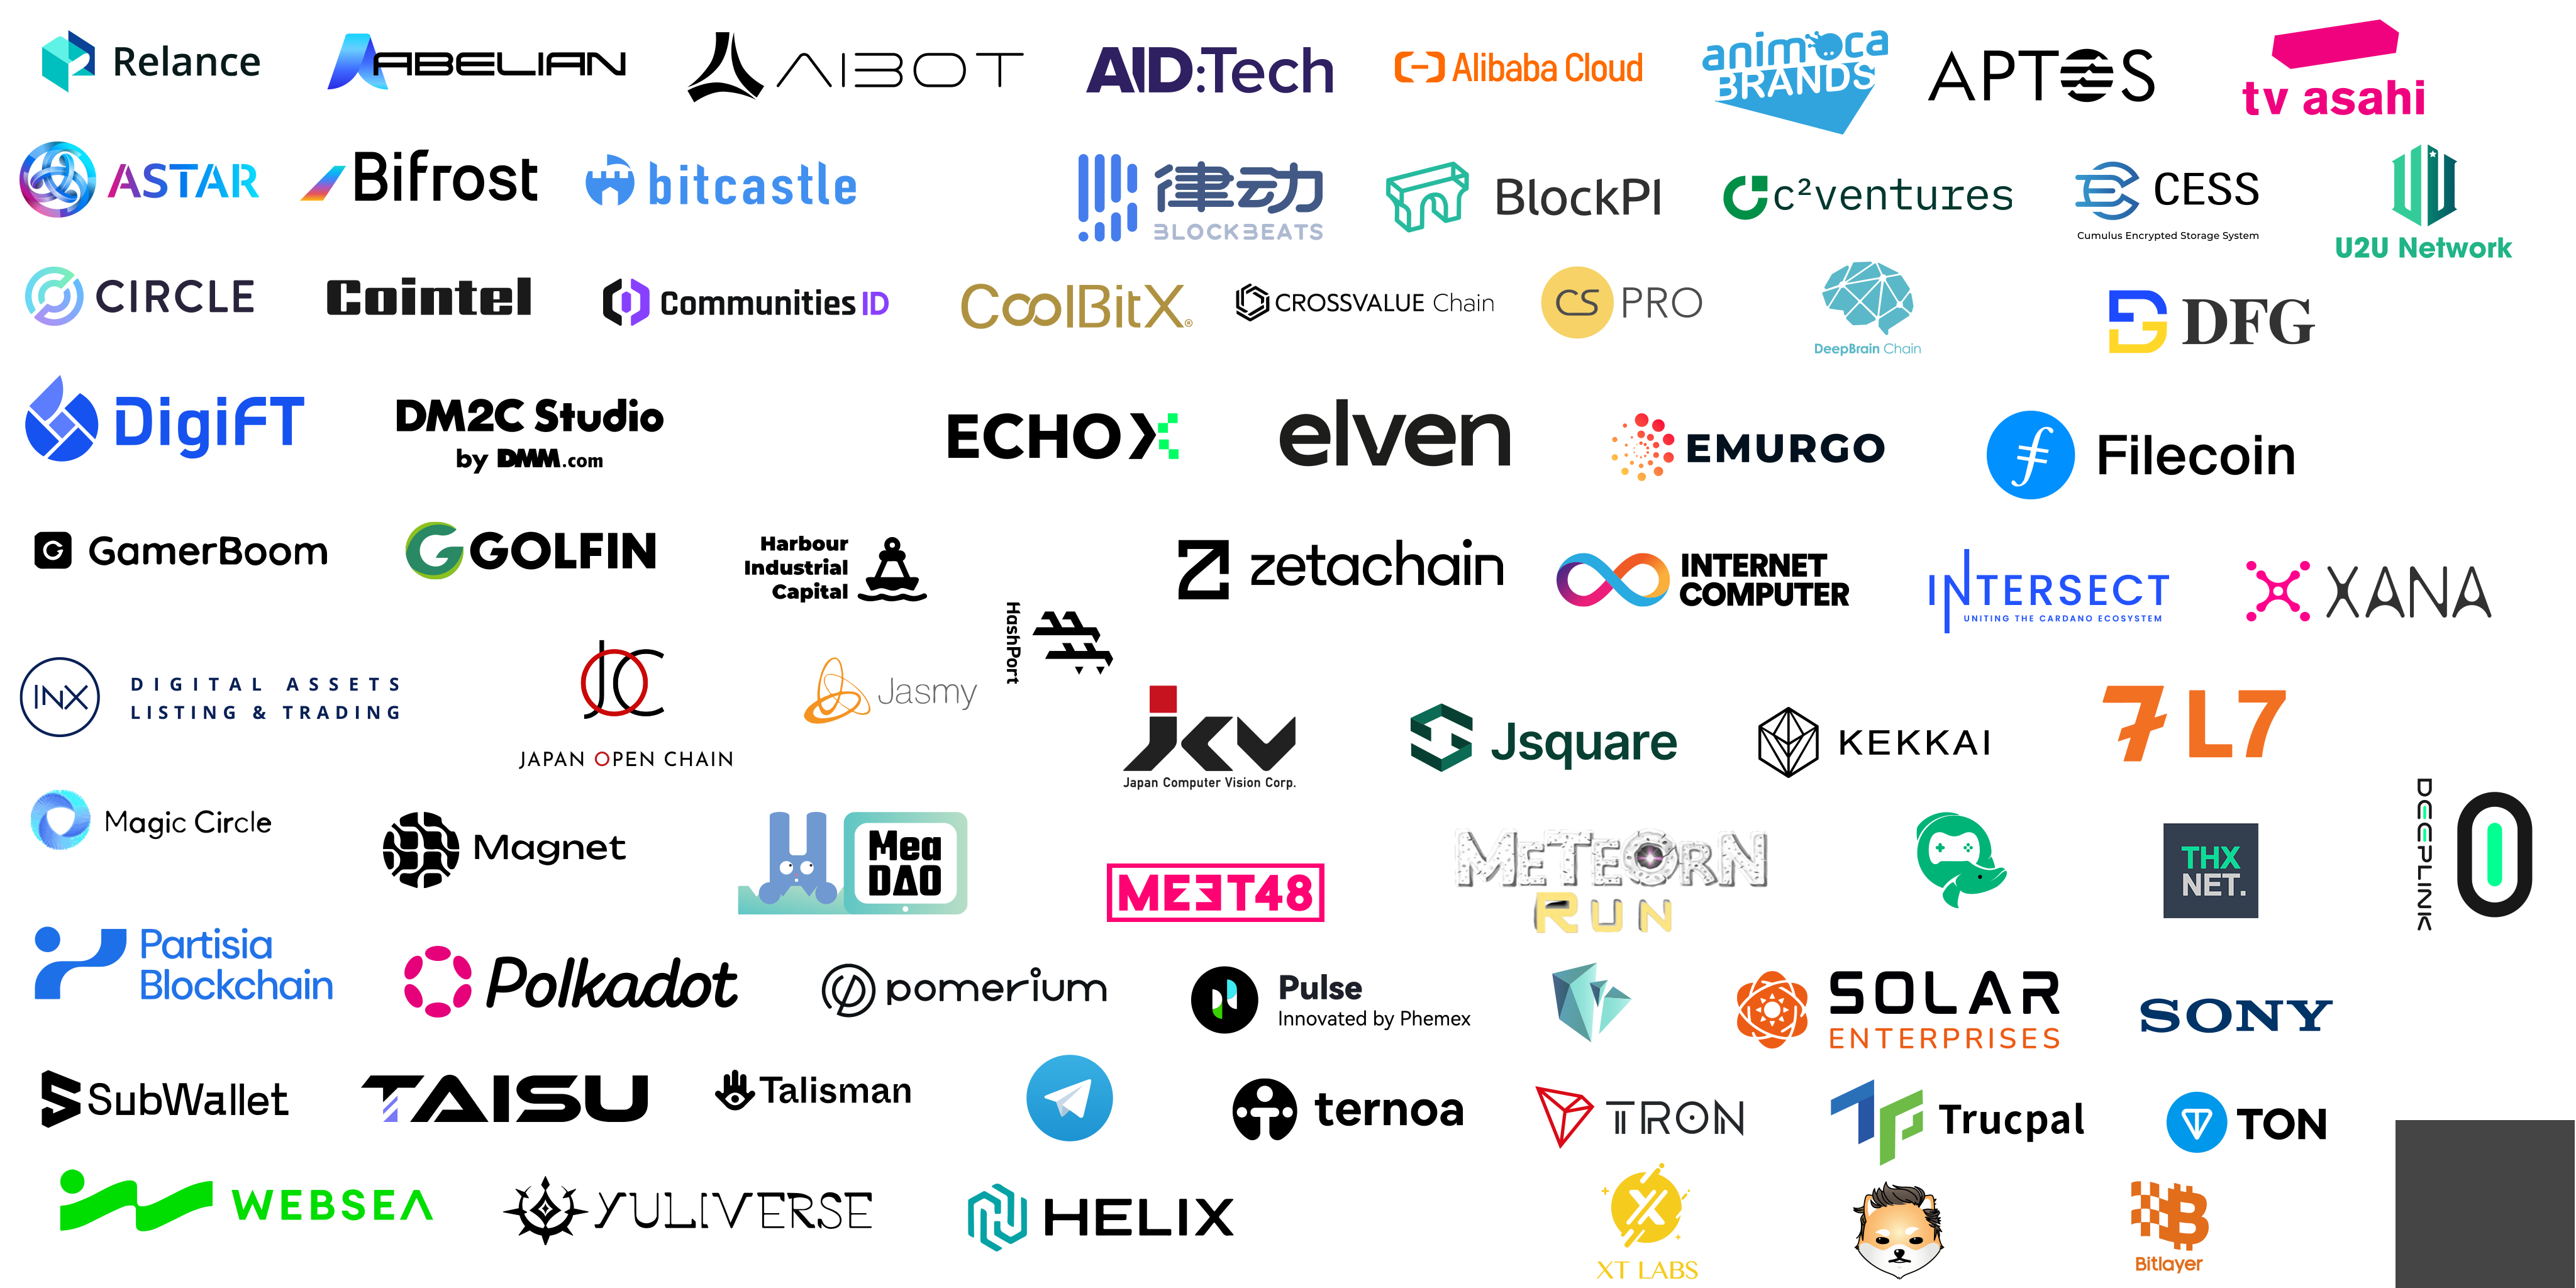 Relance
ABELIAN
AIBOT
AID:Tech
Alibaba Cloud
animoca
BRANDS
APTOS
tv asahi
ASTAR
Bifrost
bitcastle
律动
BLOCKBEATS
BlockPI
c²ventures
CESS
Cumulus Encrypted Storage System
U2U Network
CIRCLE
Cointel
Communities ID
CoolBitX®
CROSSVALUE Chain
CS PRO
DeepBrain Chain
DFG
DigiFT
DM2C Studio
by DMM.com
ECHO X
elven
EMURGO
Filecoin
GamerBoom
GOLFIN
Harbour
Industrial
Capital
HashPort
zetachain
INTERNET
COMPUTER
INTERSECT
UNITING THE CARDANO ECOSYSTEM
XANA
INX
DIGITAL ASSETS
LISTING & TRADING
JOC
JAPAN OPEN CHAIN
Jasmy
jcv
Japan Computer Vision Corp.
Jsquare
KEKKAI
7 L7
Magic Circle
Magnet
Mea
DAO
MEET48
METEORN
RUN
THX
NET.
DEEPLINK
Partisia
Blockchain
Polkadot
pomerium
Pulse
Innovated by Phemex
SOLAR
ENTERPRISES
SONY
SubWallet
TAISU
Talisman
ternoa
TRON
Trucpal
TON
WEBSEA
YULIVERSE
HELIX
XT LABS
Bitlayer